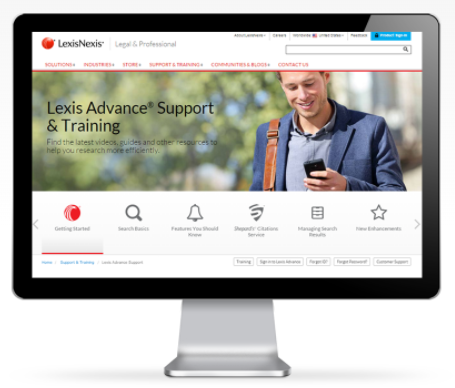 About LexisNexis
Careers
Worldwide
United States
Feedback
Product Sign In
LexisNexis®
Legal & Professional
SOLUTIONS
INDUSTRIES
STORE
SUPPORT & TRAINING
COMMUNITIES & BLOGS
CONTACT US
Lexis Advance® Support
& Training
Find the latest videos, guides and other resources to
help you research more efficiently.
Getting Started
Search Basics
Features You Should
Know
Shepard's® Citations
Service
Managing Search
Results
New Enhancements
Home / Support & Training / Lexis Advance Support
Training
Sign in to Lexis Advance
Forgot ID?
Forgot Password?
Customer Support